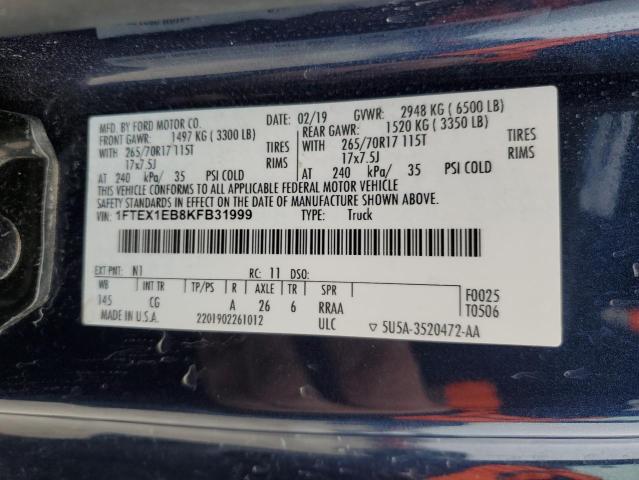 MFD. BY FORD MOTOR CO. DATE: 02/19 GVWR: 2948 KG ( 6500 LB)
FRONT GAWR: 1497 KG ( 3300 LB) REAR GAWR: 1520 KG ( 3350 LB)
WITH 265/70R17 115T TIRES WITH 265/70R17 115T TIRES
17x7.5J RIMS 17x7.5J RIMS
AT 240 kPa/ 35 PSI COLD AT 240 kPa/ 35 PSI COLD
THIS VEHICLE CONFORMS TO ALL APPLICABLE FEDERAL MOTOR VEHICLE
SAFETY STANDARDS IN EFFECT ON THE DATE OF MANUFACTURE SHOWN ABOVE.
VIN: 1FTEX1EB8KFB31999 TYPE: Truck
EXT PNT: N1 RC: 11 DSO:
WB INT TR TP/PS R AXLE TR SPR F0025
145 CG A 26 6 RRAA T0506
MADE IN U.S.A. 2201902261012 ULC ▽ 5U5A-3520472-AA